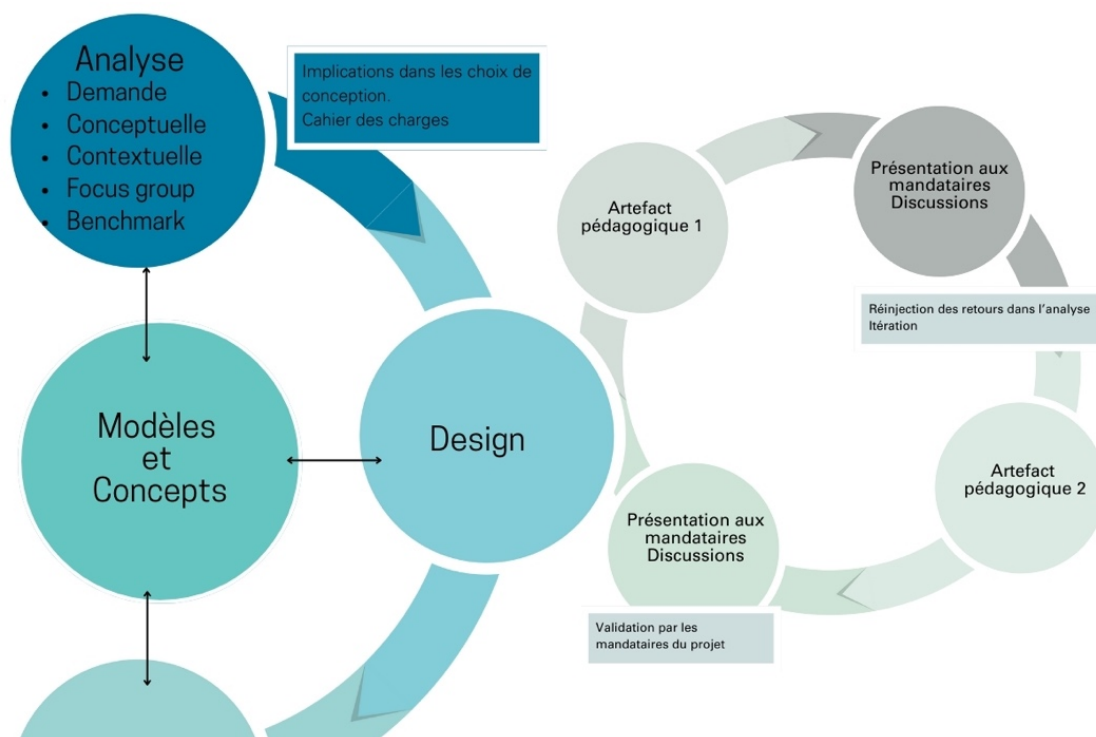 Analyse
• Demande
• Conceptuelle
• Contextuelle
• Focus group
• Benchmark
Implications dans les choix de
conception.
Cahier des charges
Modèles
et
Concepts
Design
Artefact
pédagogique 1
Présentation aux
mandataires
Discussions
Réinjection des retours dans l'analyse
Itération
Artefact
pédagogique 2
Présentation aux
mandataires
Discussions
Validation par les
mandataires du projet